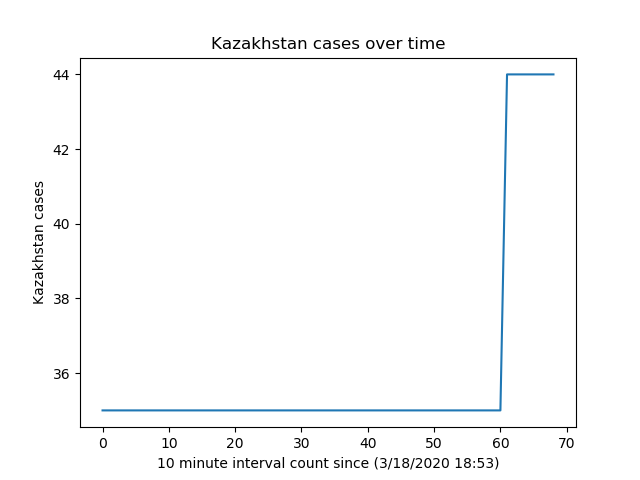 Kazakhstan cases over time
44
42
40
38
36
Kazakhstan cases
0 10 20 30 40 50 60 70
10 minute interval count since (3/18/2020 18:53)